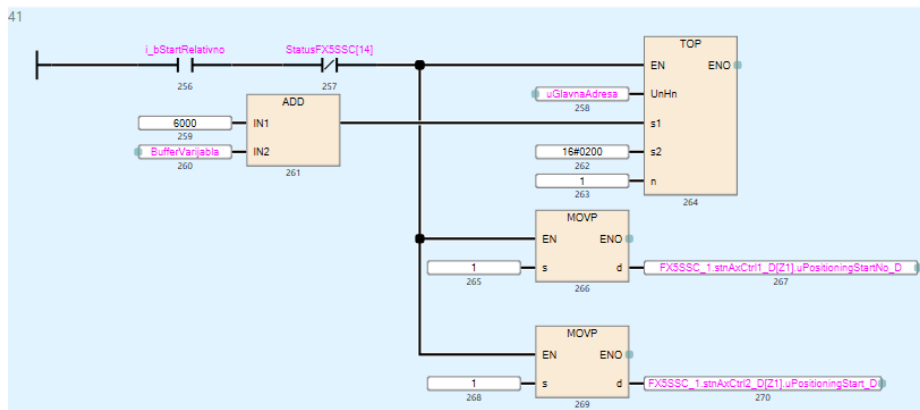 41
i_bStartRelativno
StatusFX5SSC[14]
256
257
TOP
EN
ENO
uGlavnaAdresa
UnHn
258
ADD
6000
IN1
s1
259
BufferVarijabla
IN2
260
261
16#0200
s2
262
1
n
263
264
MOVP
EN
ENO
1
s
d
FX5SSC_1.stnAxCtrl1_D[Z1].uPositioningStartNo_D
265
266
267
MOVP
EN
ENO
1
s
d
FX5SSC_1.stnAxCtrl2_D[Z1].uPositioningStart_D
268
269
270